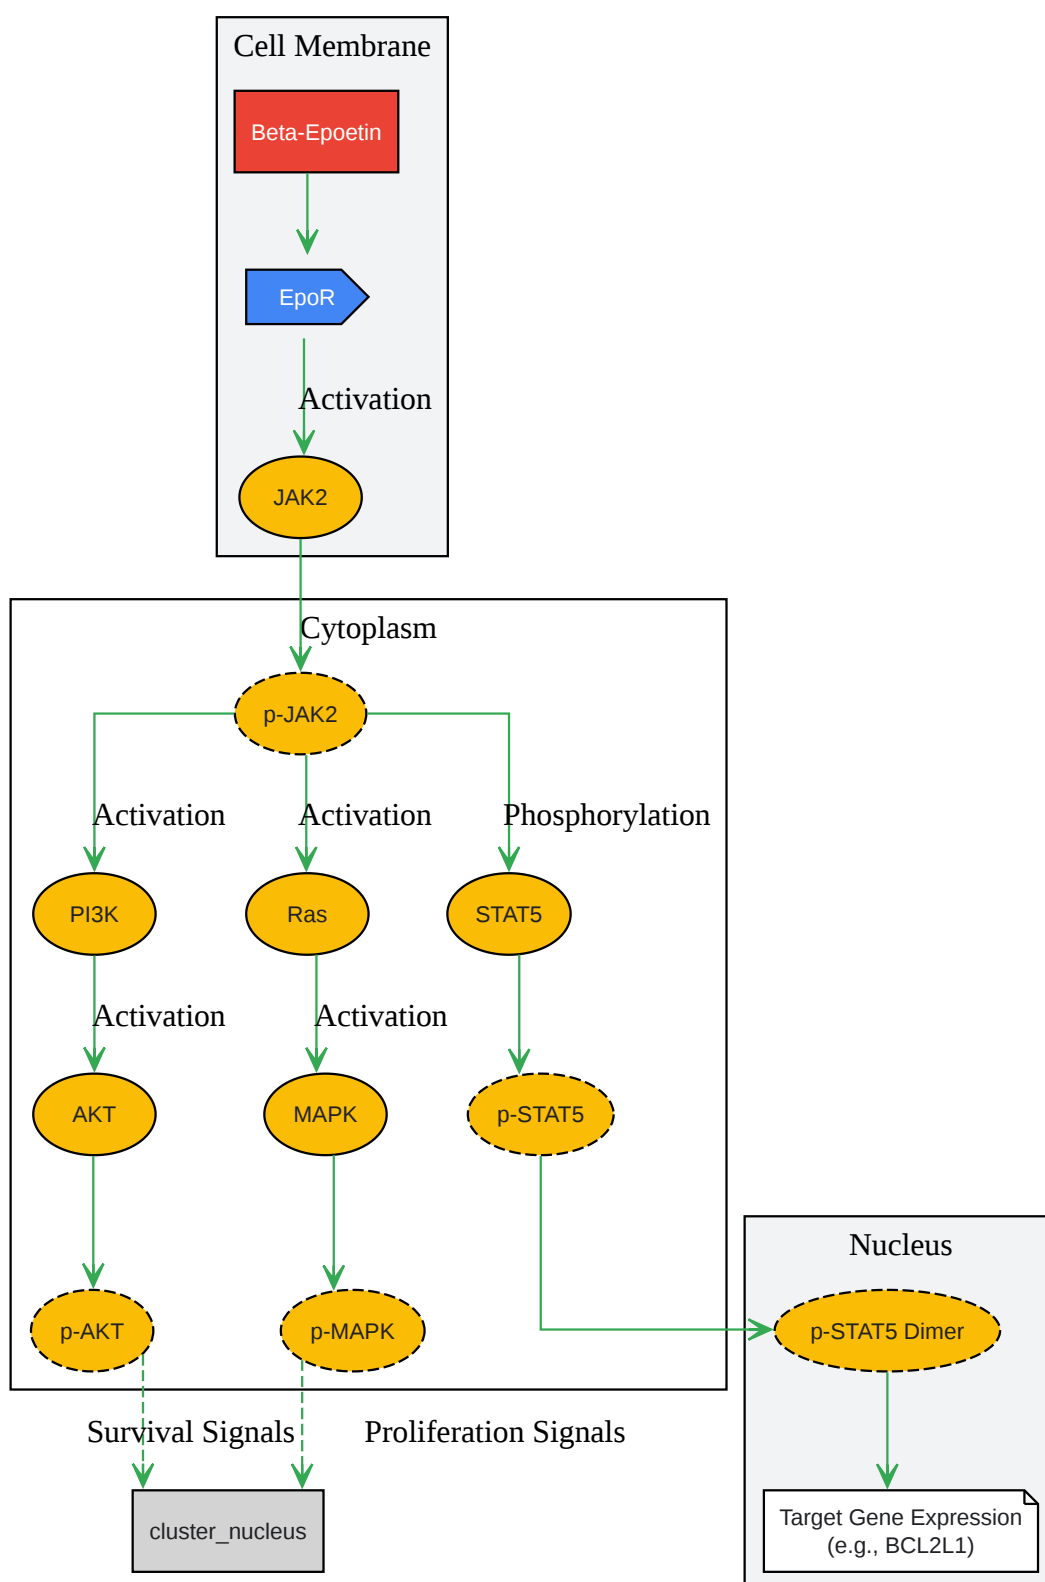 Cell Membrane
Beta-Epoetin
EpoR
Activation
JAK2
Cytoplasm
p-JAK2
Activation
Activation
Phosphorylation
PI3K
Ras
STAT5
Activation
Activation
AKT
MAPK
p-STAT5
Nucleus
p-AKT
p-MAPK
p-STAT5 Dimer
Survival Signals
Proliferation Signals
cluster_nucleus
Target Gene Expression
(e.g., BCL2L1)